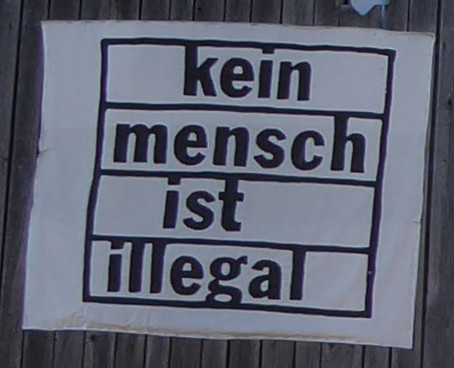 kein
mensch
ist
illegal